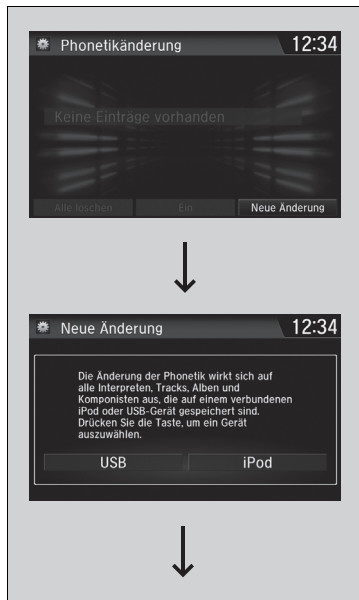 Phonetikänderung 12:34
Keine Einträge vorhanden
Alle löschen Ein Neue Änderung
Neue Änderung 12:34
Die Änderung der Phonetik wirkt sich auf
alle Interpreten, Tracks, Alben und
Komponisten aus, die auf einem verbundenen
iPod oder USB-Gerät gespeichert sind.
Drücken Sie die Taste, um ein Gerät
auszuwählen.
USB iPod